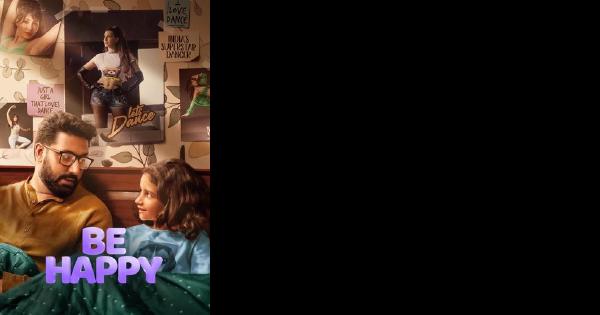 I
LOVE
DANCE
INDIA'S
SUPERSTAR
DANCER
JUST A
GIRL
THAT LOVES
DANCE
let's
Dance
BE
HAPPY